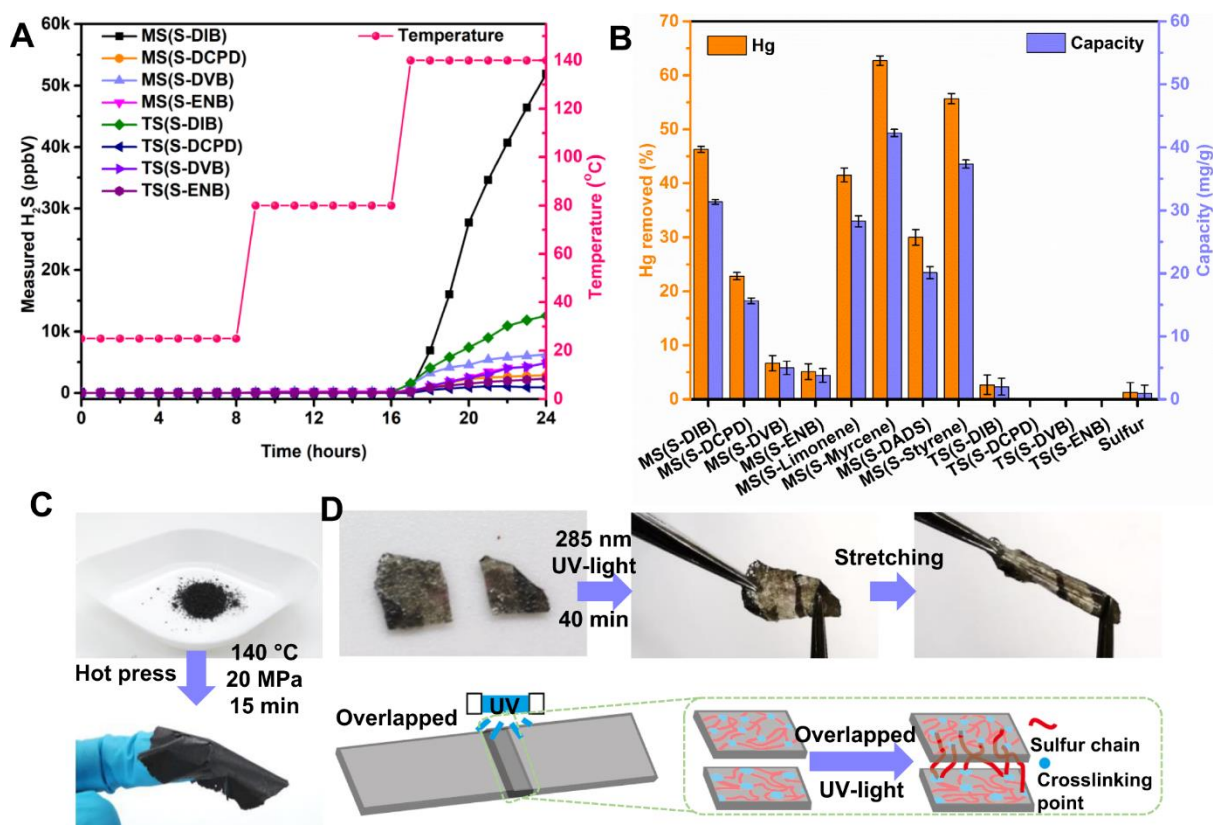 A
MS(S-DIB)
MS(S-DCPD)
MS(S-DVB)
MS(S-ENB)
TS(S-DIB)
TS(S-DCPD)
TS(S-DVB)
TS(S-ENB)
Temperature
Measured H₂S (ppbV)
60k
50k
40k
30k
20k
10k
0
0 4 8 12 16 20 24
Time (hours)
140
120
100
80
60
40
20
0
Temperature (°C)
B
Hg
Capacity
Hg removed (%)
70
60
50
40
30
20
10
0
60
50
40
30
20
10
0
Capacity (mg/g)
MS(S-DIB)
MS(S-DCPD)
MS(S-DVB)
MS(S-ENB)
MS(S-Limonene)
MS(S-Myrcene)
MS(S-DADS)
MS(S-Styrene)
TS(S-DIB)
TS(S-DCPD)
TS(S-DVB)
TS(S-ENB)
Sulfur
C
Hot press
140 °C
20 MPa
15 min
D
285 nm
UV-light
40 min
Stretching
UV
Overlapped
Overlapped
UV-light
Sulfur chain
Crosslinking
point